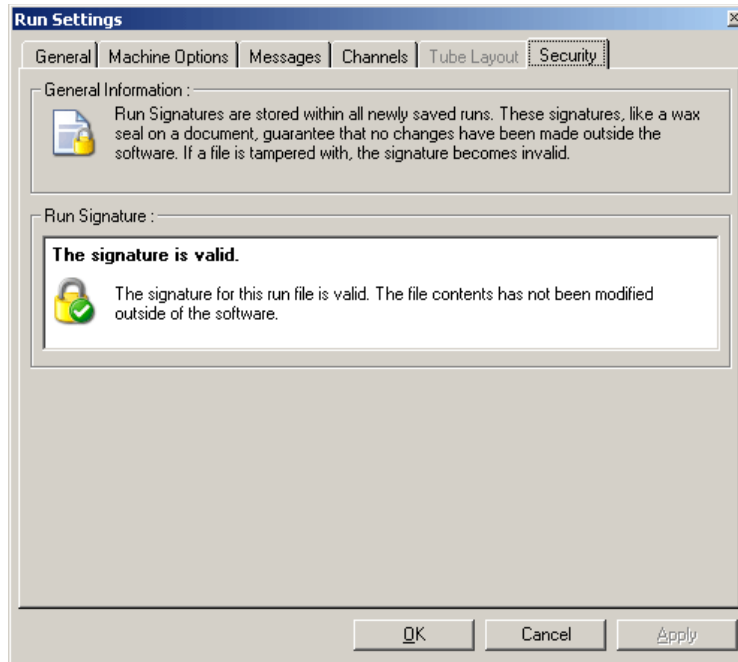 Run Settings
General Machine Options Messages Channels Tube Layout Security
General Information :
Run Signatures are stored within all newly saved runs. These signatures, like a wax
seal on a document, guarantee that no changes have been made outside the
software. If a file is tampered with, the signature becomes invalid.
Run Signature :
The signature is valid.
The signature for this run file is valid. The file contents has not been modified
outside of the software.
OK Cancel Apply